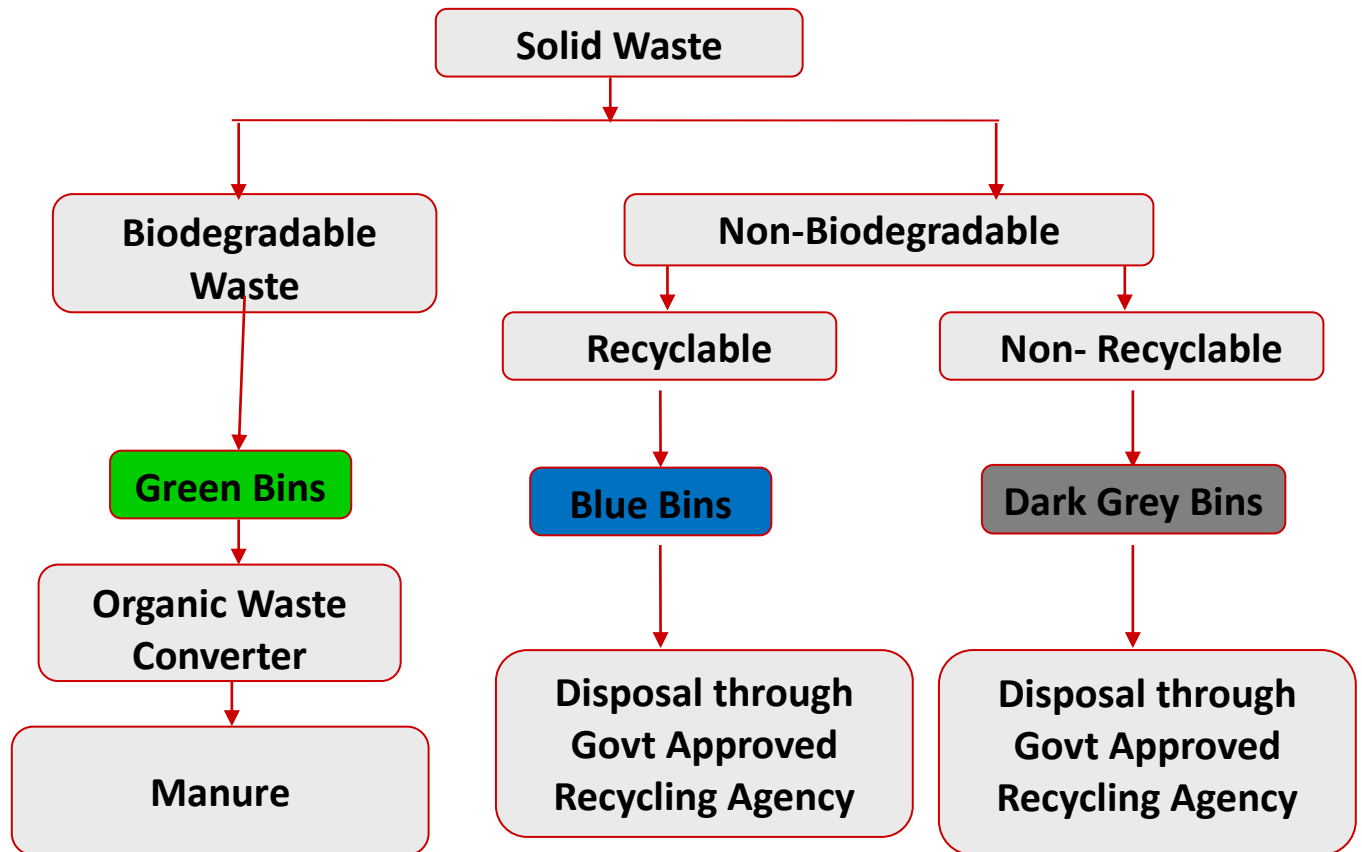 Solid Waste
Biodegradable
Waste
Non-Biodegradable
Recyclable
Non- Recyclable
Green Bins
Blue Bins
Dark Grey Bins
Organic Waste
Converter
Disposal through
Govt Approved
Recycling Agency
Disposal through
Govt Approved
Recycling Agency
Manure